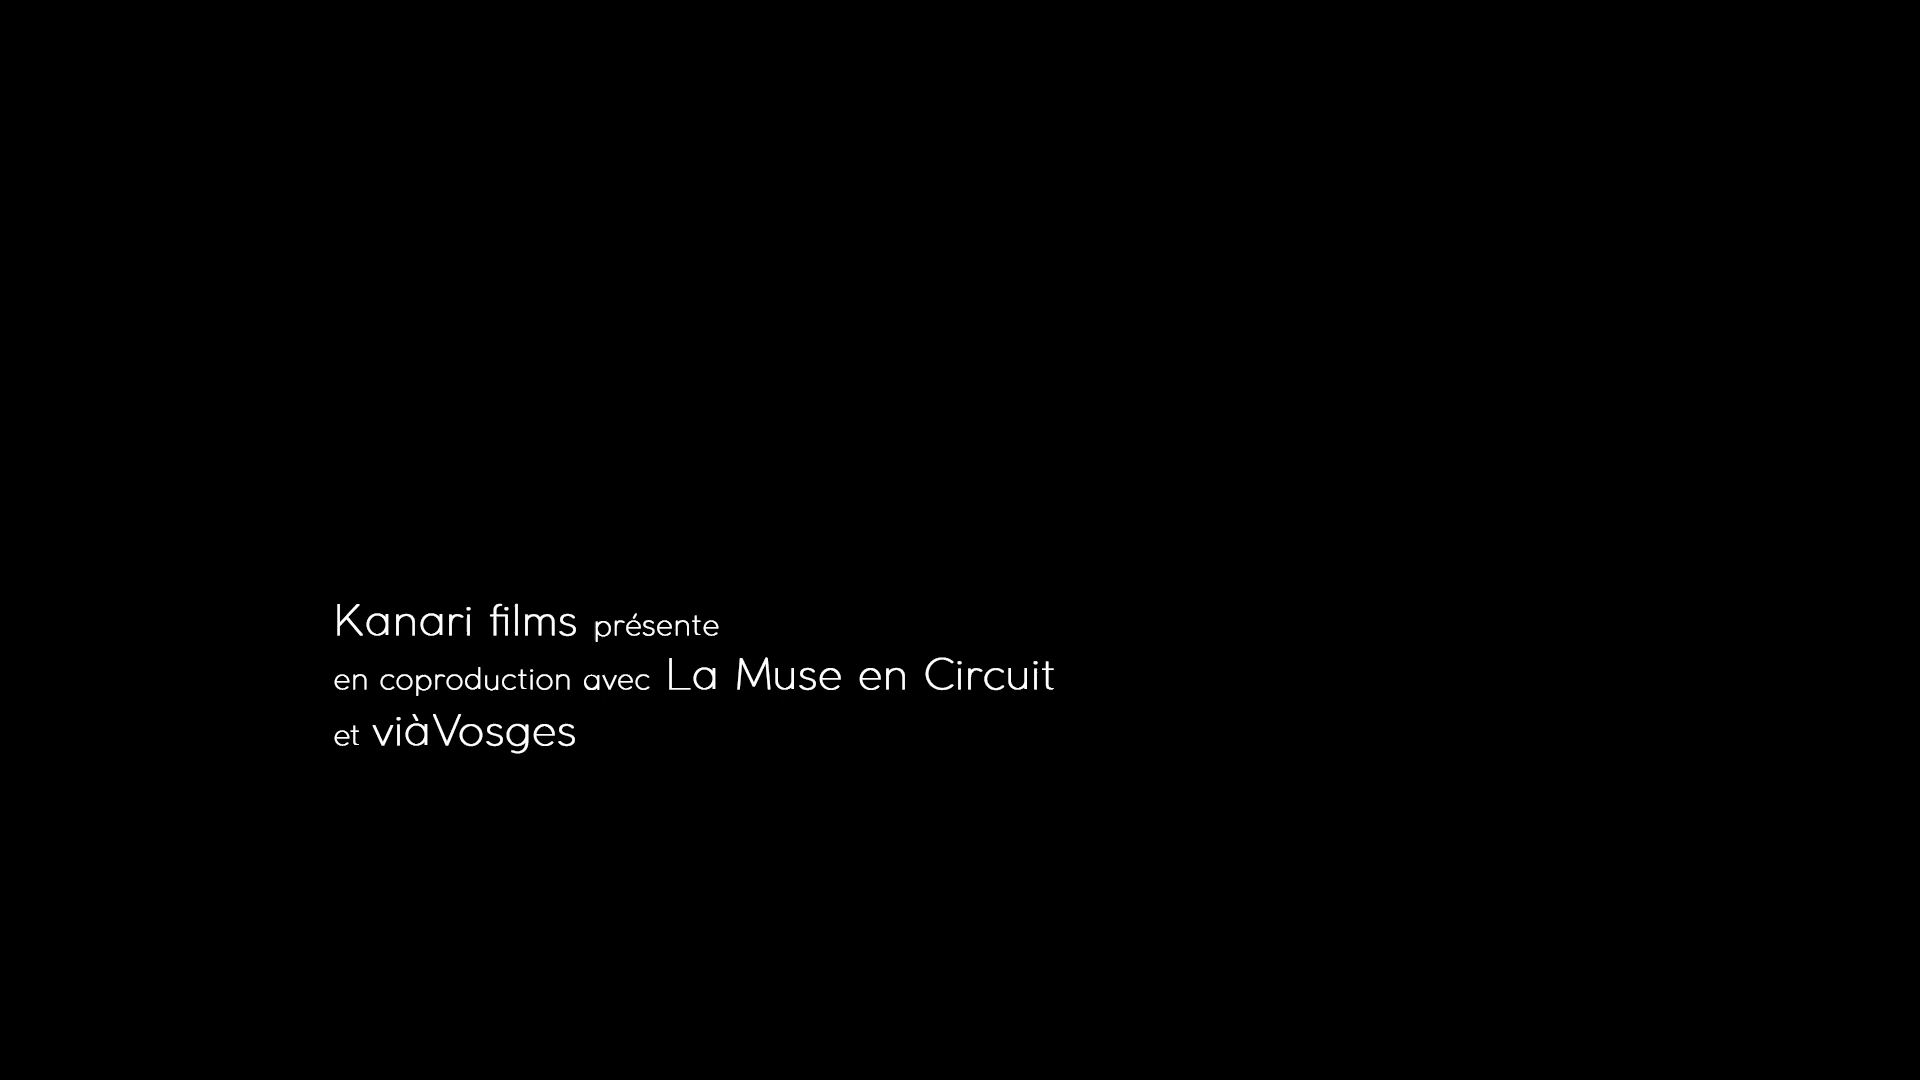 Kanari films présente
en coproduction avec La Muse en Circuit
et viàVosges